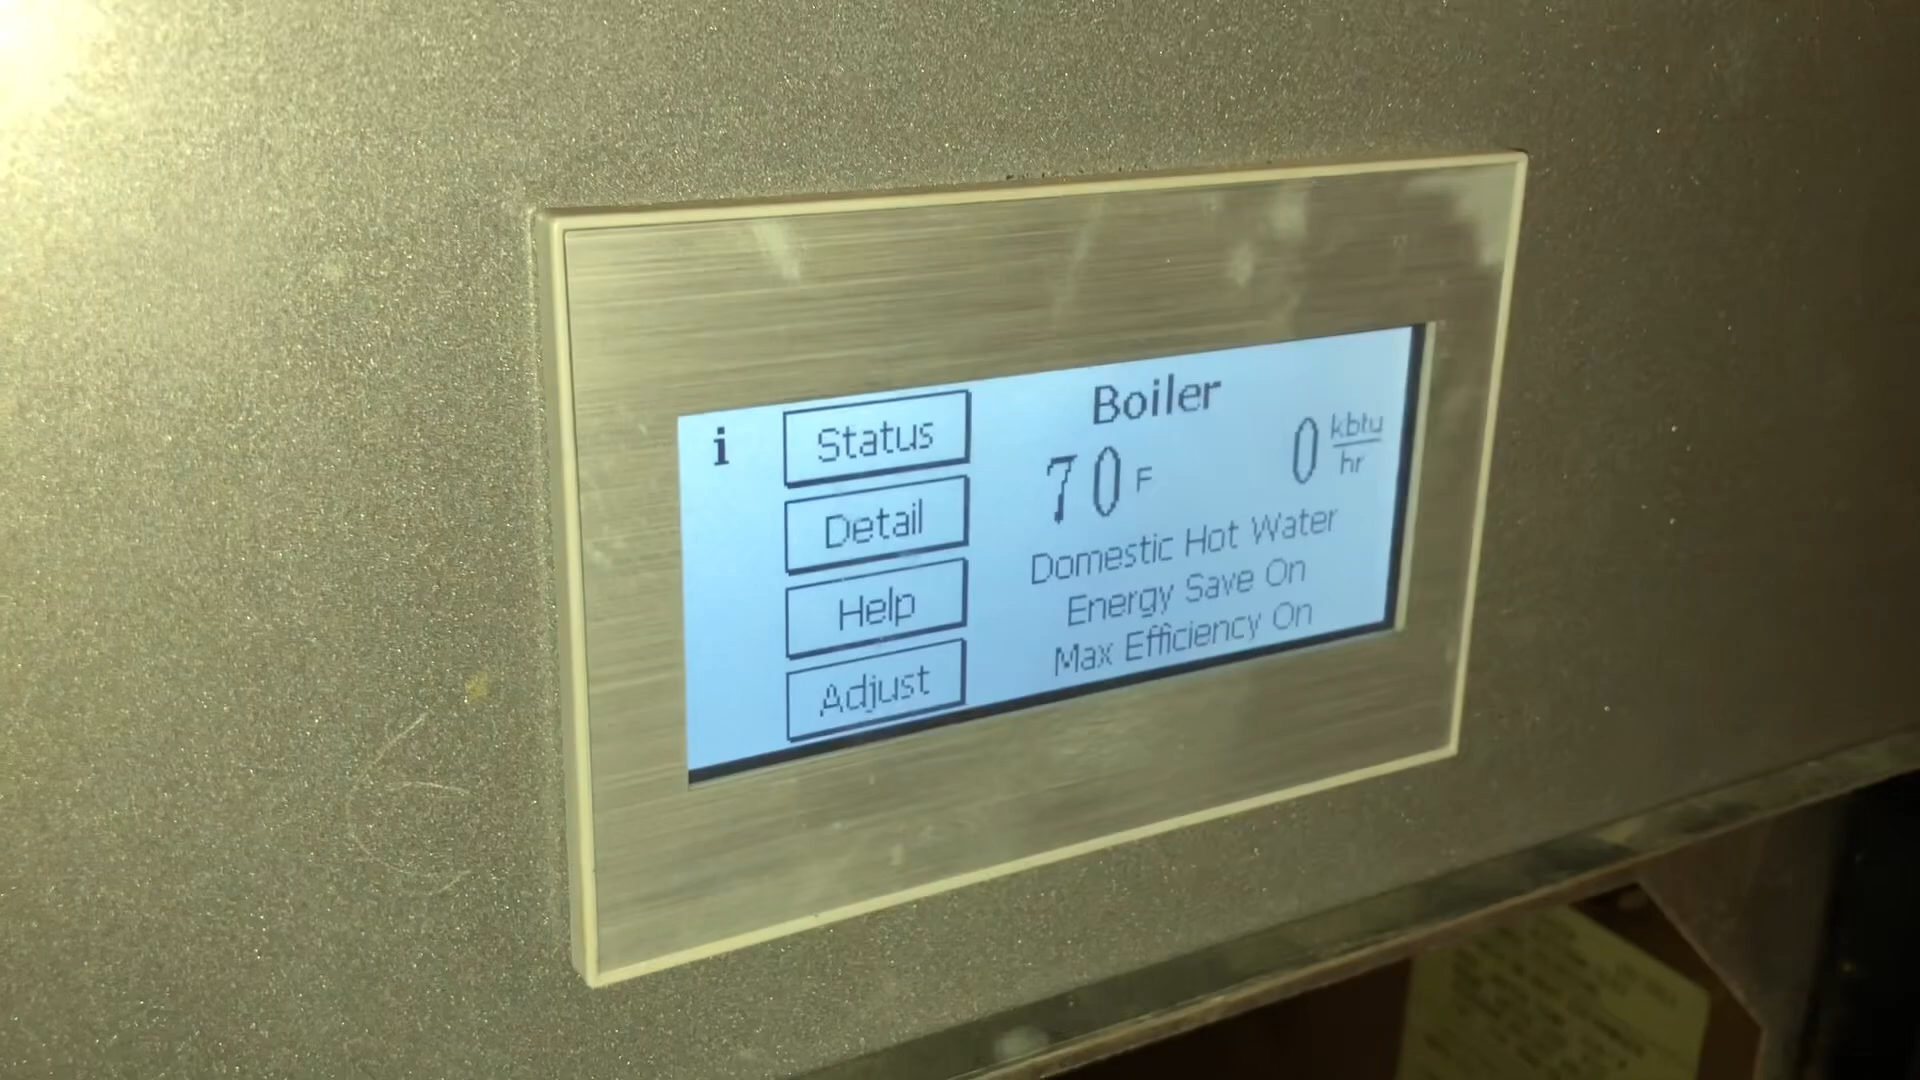 i
Status
Detail
Help
Adjust
Boiler
70 F
0 kbtu
hr
Domestic Hot Water
Energy Save On
Max Efficiency On